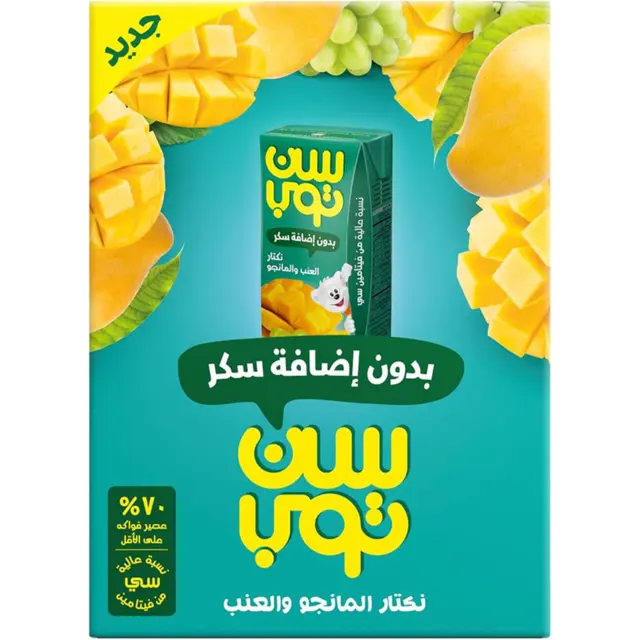 جديد
سن
توب
بدون إضافة سكر
نكتار
العنب والمانجو
نسبة عالية من فيتامين سي
بدون إضافة سكر
سن
توب
٧٠%
عصير فواكه
على الأقل
نسبة عالية
سي
من فيتامين
نكتار المانجو والعنب